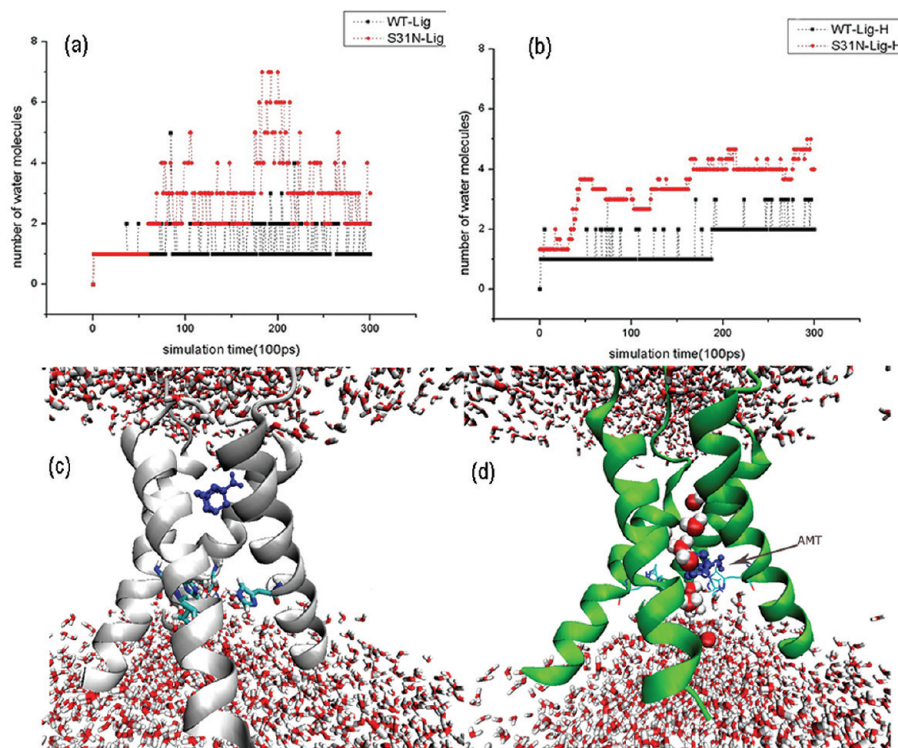 (a)
WT-Lig
S31N-Lig
number of water molecules
8
6
4
2
0
0 100 200 300
simulation time(100ps)
(b)
WT-Lig-H
S31N-Lig-H
number of water molecules
8
4
2
0
0 100 200 300
simulation time(100ps)
(c)
(d)
AMT